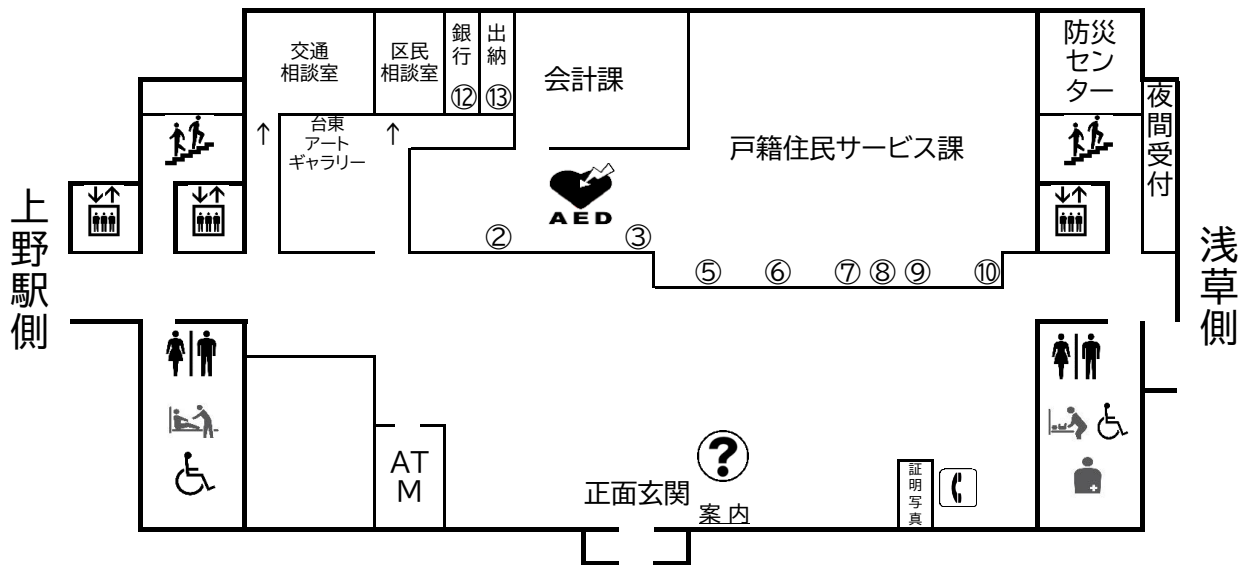 交通
相談室
区民
相談室
銀行
⑫
出納
⑬
会計課
戸籍住民サービス課
防災
セン
ター
夜間受付
↑
台東
アート
ギャラリー
↑
AED
上野駅側
浅草側
②
③
⑤
⑥
⑦
⑧
⑨
⑩
AT
M
正面玄関
?
案内
証明写真